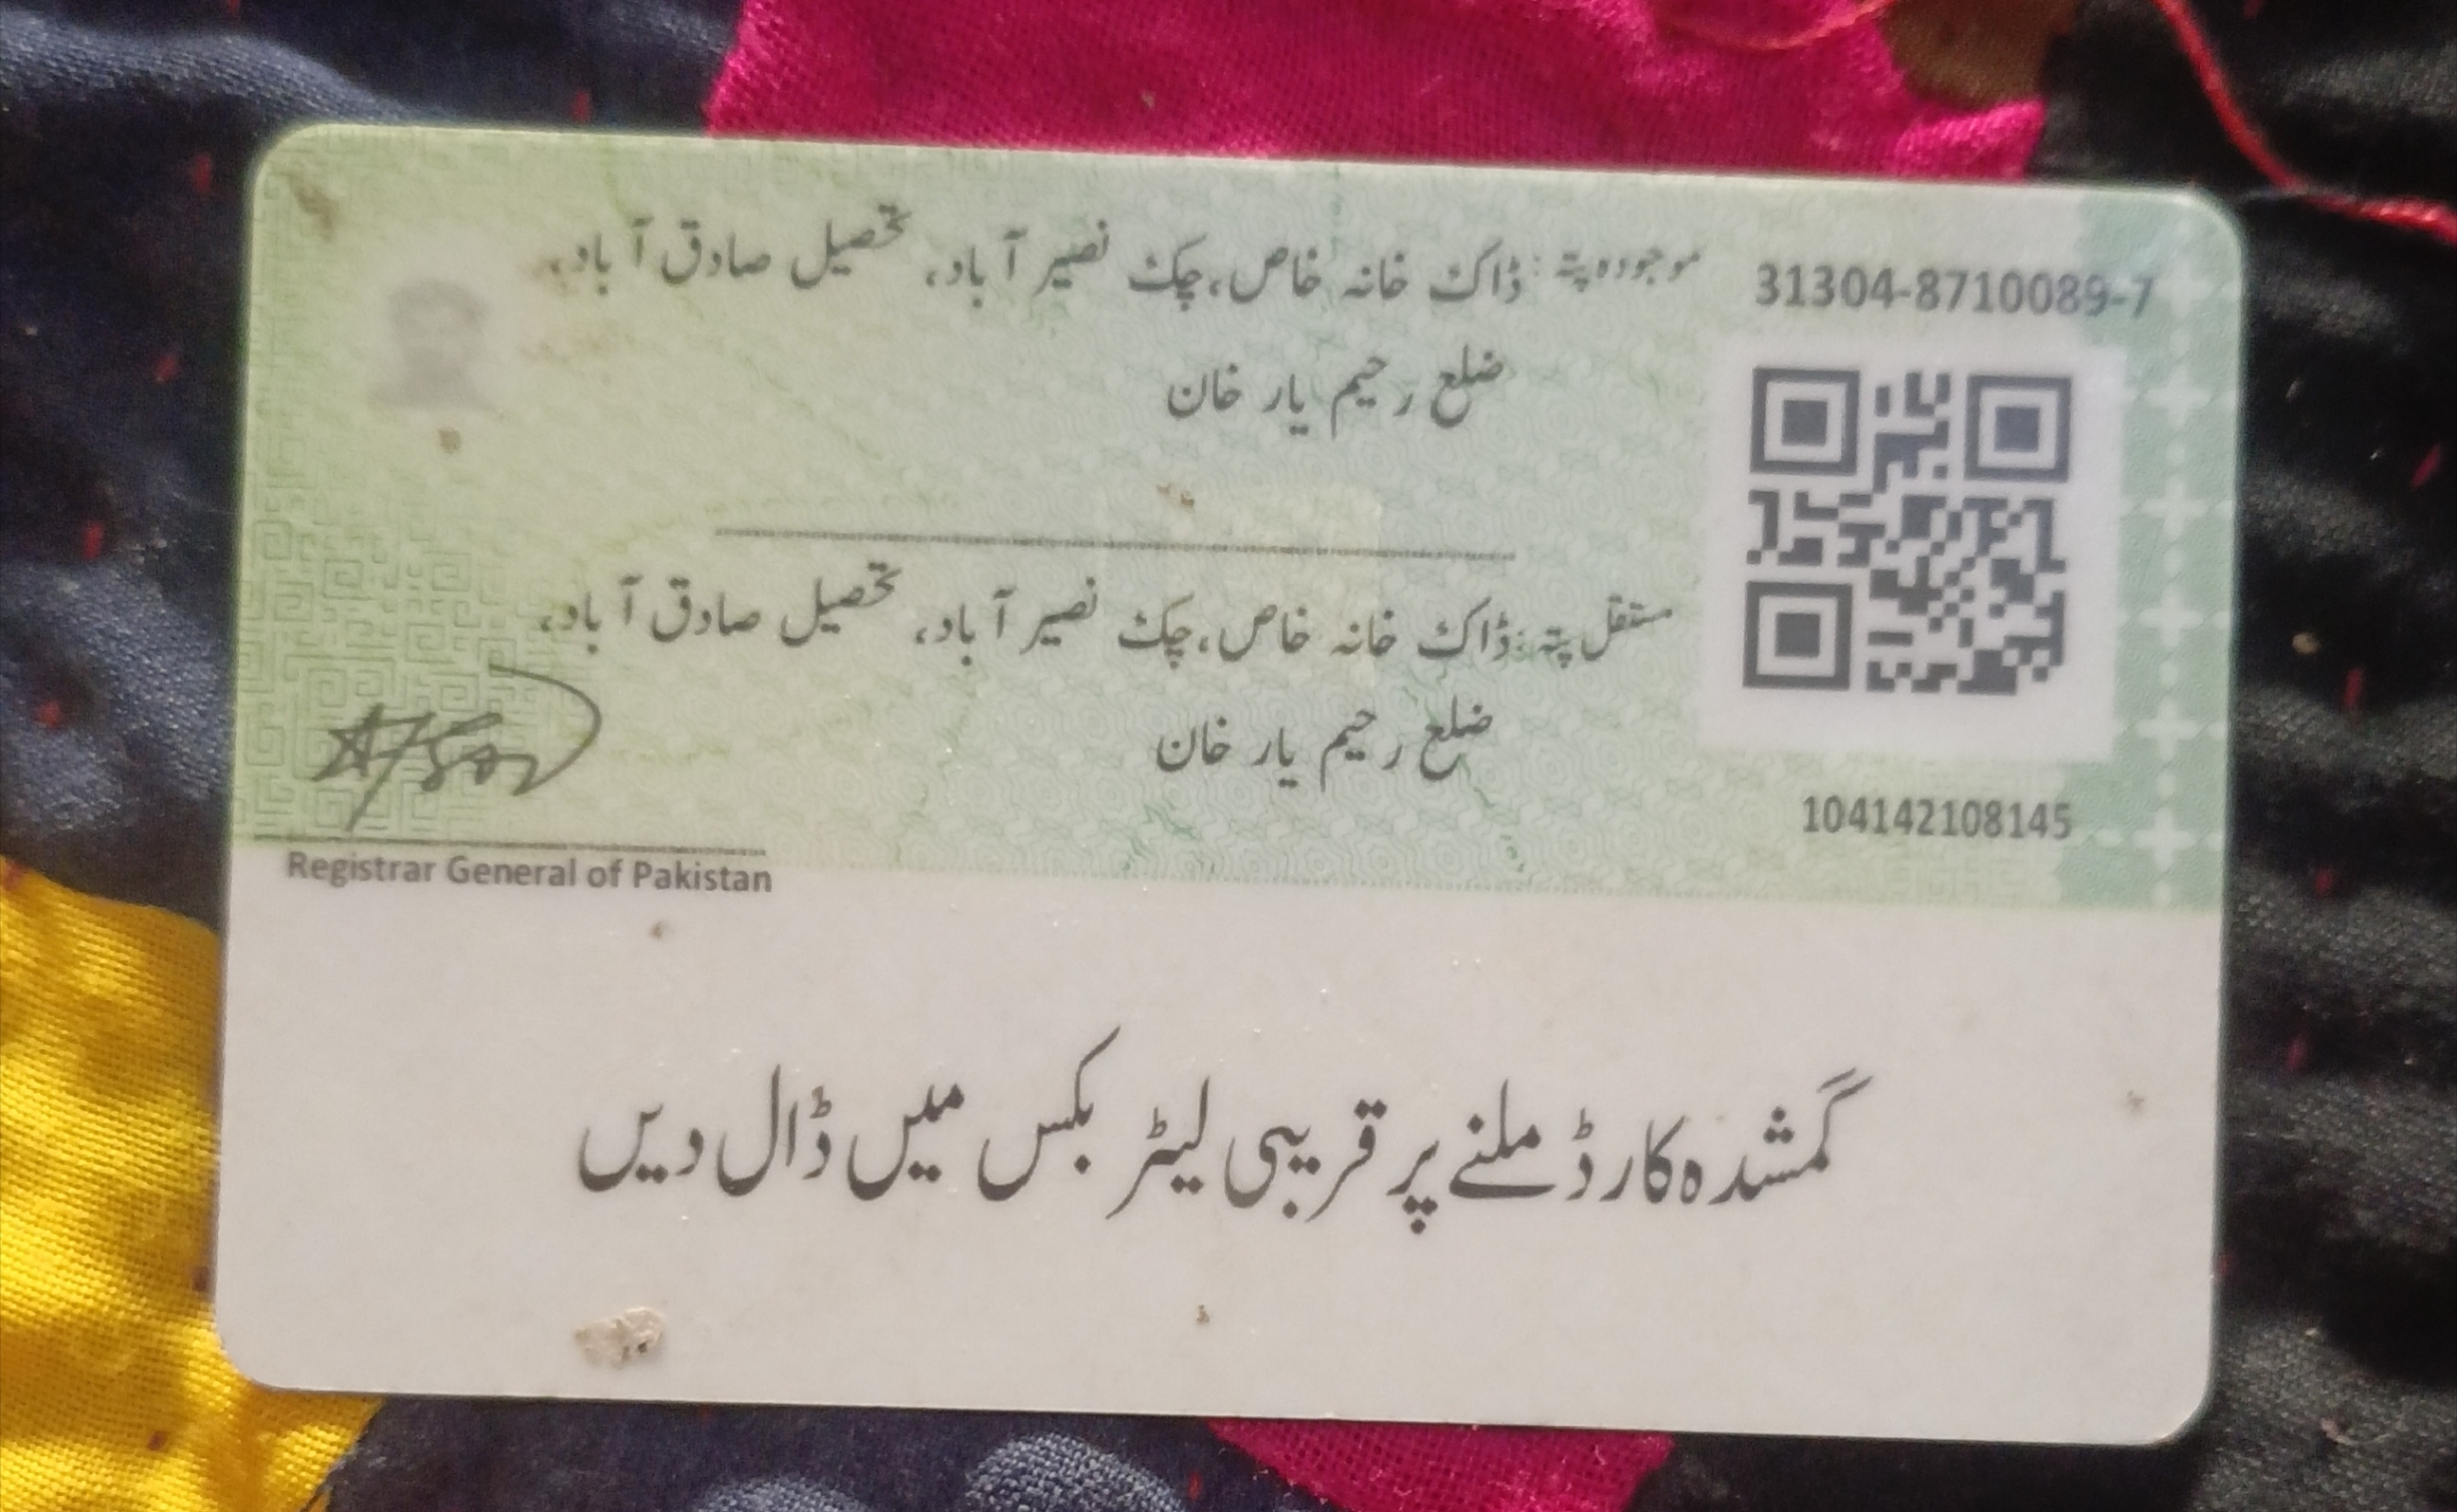 31304-8710089-7
موجودہ پتہ: ڈاک خانہ خاص، چک نصیر آباد، تحصیل صادق آباد،
ضلع رحیم یار خان
مستقل پتہ: ڈاک خانہ خاص، چک نصیر آباد، تحصیل صادق آباد،
ضلع رحیم یار خان
104142108145
Registrar General of Pakistan
گمشدہ کارڈ ملنے پر قریبی لیٹر بکس میں ڈال دیں